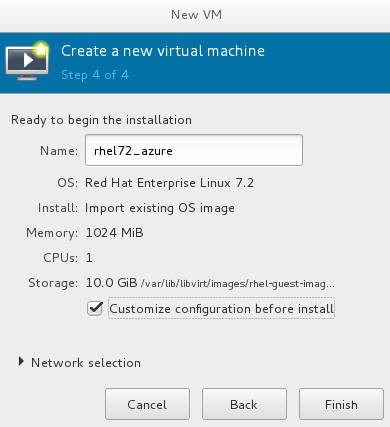 New VM
Create a new virtual machine
Step 4 of 4
Ready to begin the installation
Name: rhel72_azure
OS: Red Hat Enterprise Linux 7.2
Install: Import existing OS image
Memory: 1024 MiB
CPUs: 1
Storage: 10.0 GiB /var/lib/libvirt/images/rhel-guest-imag...
Customize configuration before install
Network selection
Cancel Back Finish